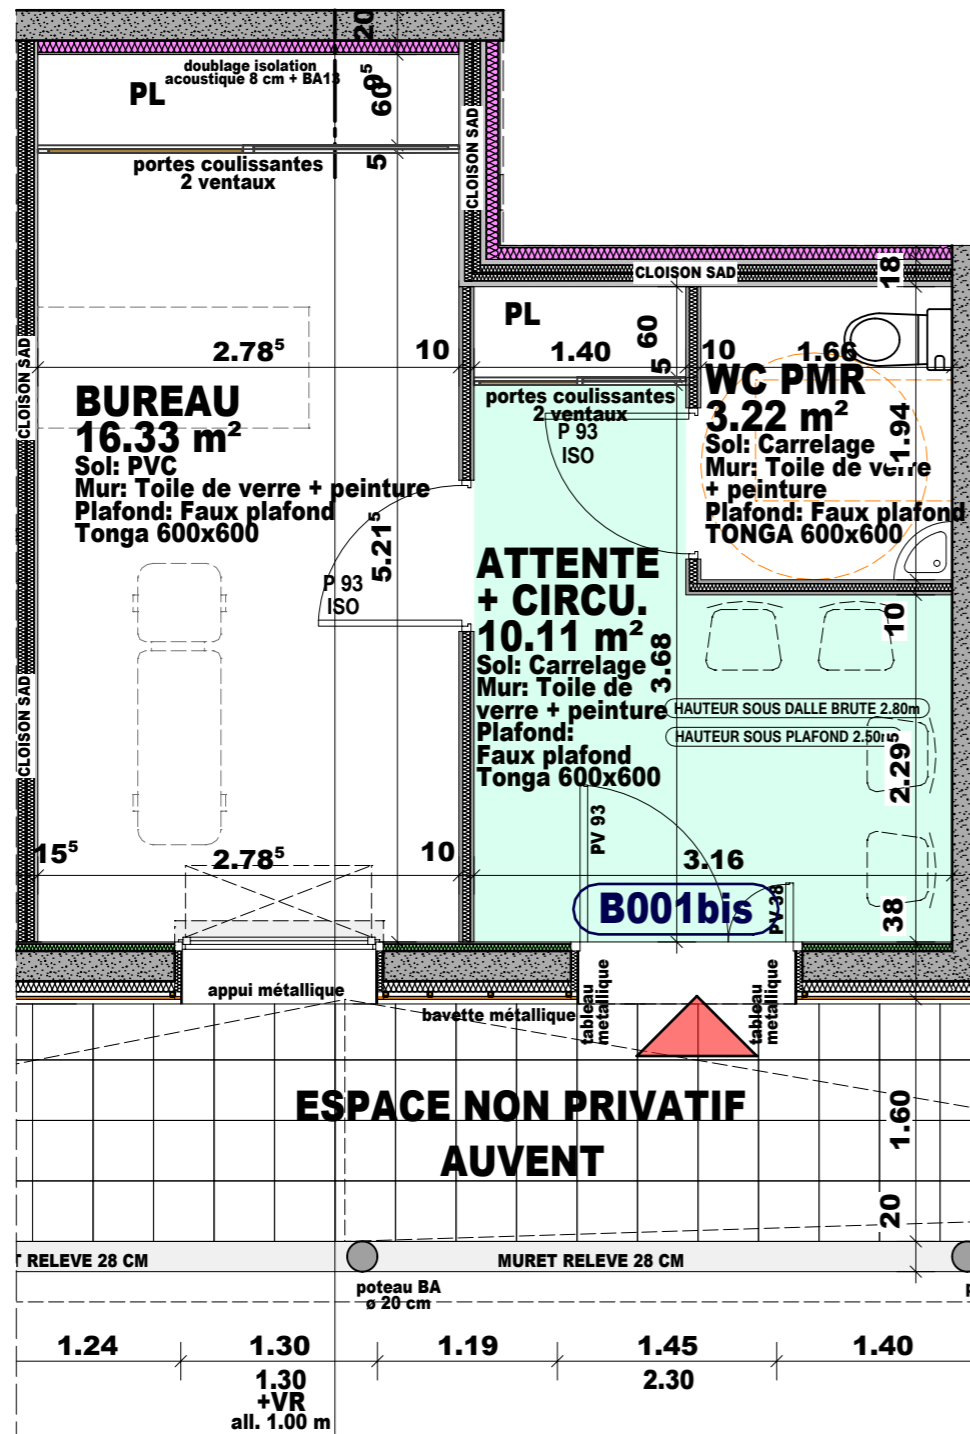 20
doublage isolation
acoustique 8 cm + BA13
PL
9⁵
60
5
portes coulissantes
2 ventaux
CLOISON SAD
CLOISON SAD
18
PL
60
5
2.78⁵
10
1.40
10
1.66
CLOISON SAD
BUREAU
16.33 m²
Sol: PVC
Mur: Toile de verre + peinture
Plafond: Faux plafond
Tonga 600x600
portes coulissantes
2 ventaux
P 93
ISO
WC PMR
3.22 m²
Sol: Carrelage
Mur: Toile de verre
+ peinture
Plafond: Faux plafond
TONGA 600x600
1.94
5.21⁵
P 93
ISO
ATTENTE
+ CIRCU.
10.11 m²
Sol: Carrelage
Mur: Toile de
verre + peinture
Plafond:
Faux plafond
Tonga 600x600
3.68
10
HAUTEUR SOUS DALLE BRUTE 2.80m
HAUTEUR SOUS PLAFOND 2.50m
2.29⁵
CLOISON SAD
PV 93
15⁵
2.78⁵
10
3.16
B001bis
PV 38
38
appui métallique
bavette métallique
tableau
metallique
tableau
metallique
ESPACE NON PRIVATIF
AUVENT
1.60
20
T RELEVE 28 CM
MURET RELEVE 28 CM
poteau BA
ø 20 cm
p
1.24
1.30
1.19
1.45
1.40
1.30
+VR
all. 1.00 m
2.30